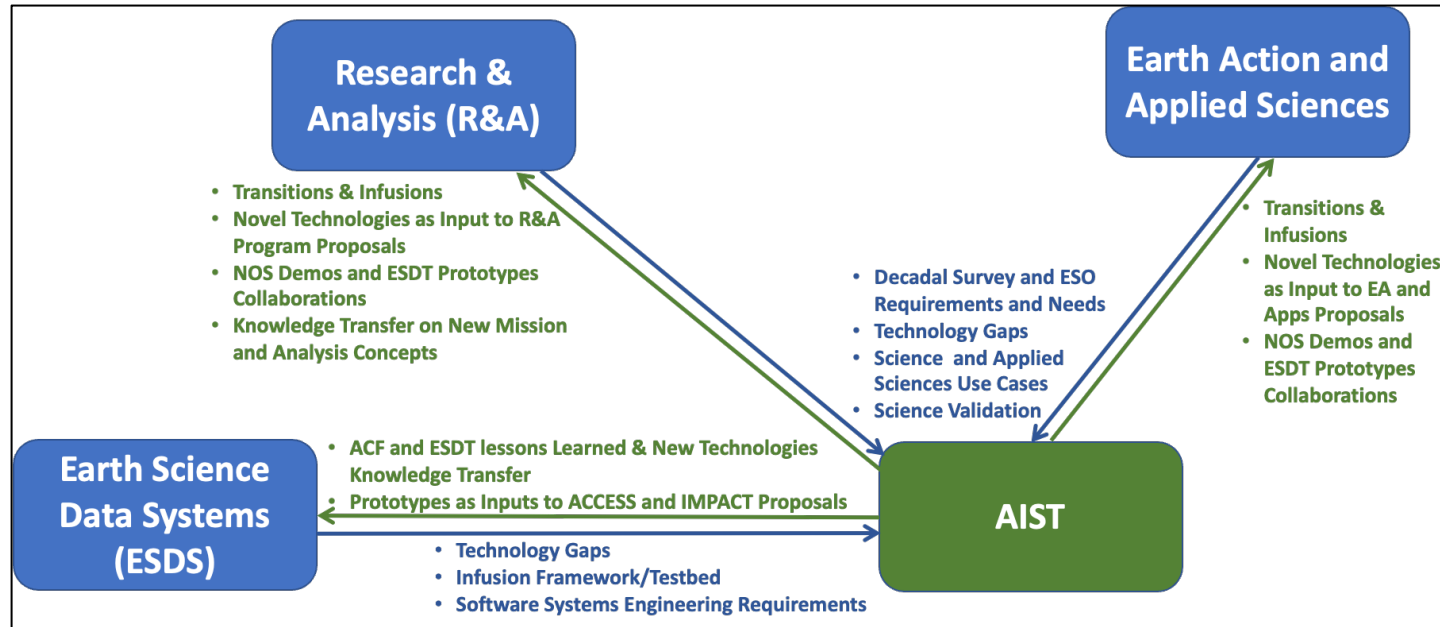 Research &
Analysis (R&A)
Earth Action and
Applied Sciences
• Transitions & Infusions
• Novel Technologies as Input to R&A
Program Proposals
• NOS Demos and ESDT Prototypes
Collaborations
• Knowledge Transfer on New Mission
and Analysis Concepts
• Decadal Survey and ESO
Requirements and Needs
• Technology Gaps
• Science and Applied
Sciences Use Cases
• Science Validation
• Transitions &
Infusions
• Novel Technologies
as Input to EA and
Apps Proposals
• NOS Demos and
ESDT Prototypes
Collaborations
Earth Science
Data Systems
(ESDS)
• ACF and ESDT lessons Learned & New Technologies
Knowledge Transfer
• Prototypes as Inputs to ACCESS and IMPACT Proposals
AIST
• Technology Gaps
• Infusion Framework/Testbed
• Software Systems Engineering Requirements